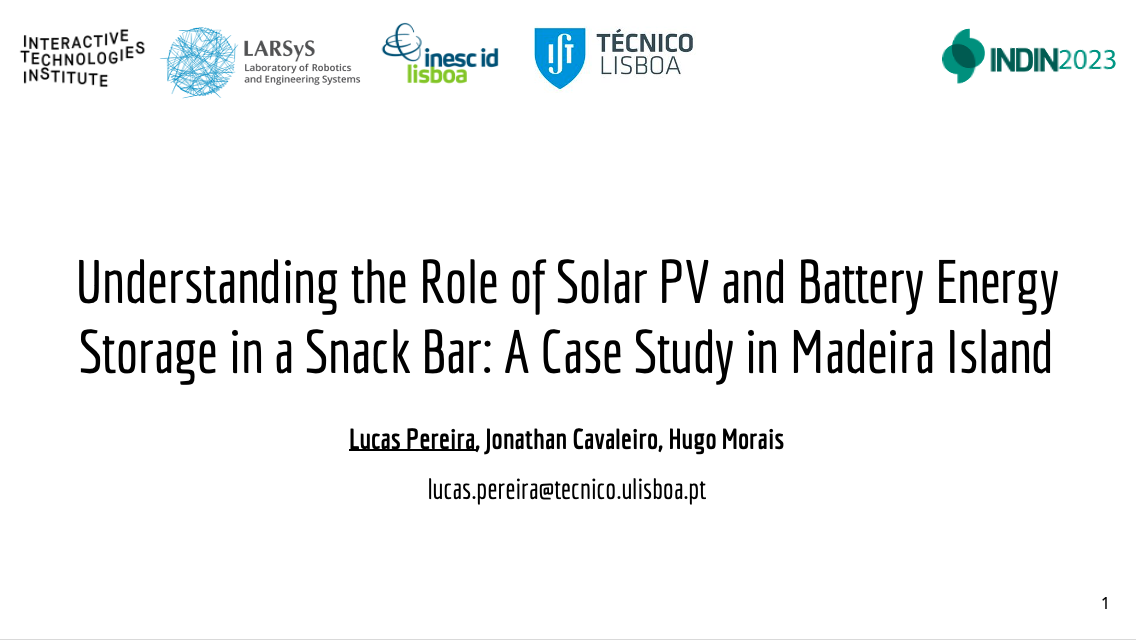 INTERACTIVE
TECHNOLOGIES
INSTITUTE
LARSyS
Laboratory of Robotics
and Engineering Systems
inesc id
lisboa
TÉCNICO
LISBOA
INDIN2023
Understanding the Role of Solar PV and Battery Energy
Storage in a Snack Bar: A Case Study in Madeira Island
Lucas Pereira, Jonathan Cavaleiro, Hugo Morais
lucas.pereira@tecnico.ulisboa.pt
1